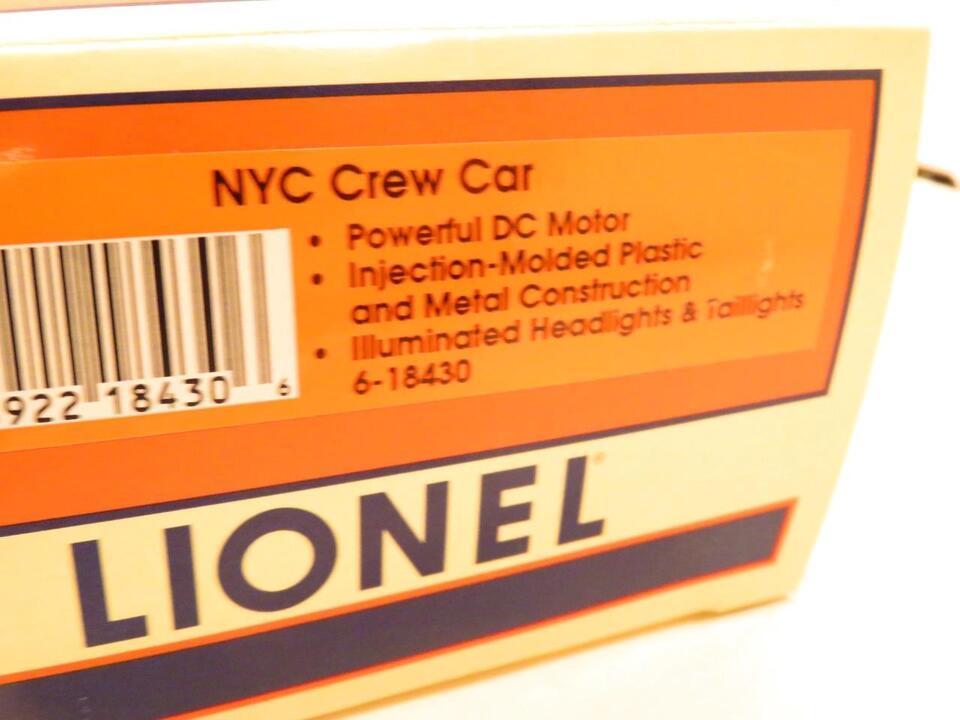 NYC Crew Car
• Powerful DC Motor
• Injection-Molded Plastic
and Metal Construction
• Illuminated Headlights & Taillights
6-18430
922 18430 6
LIONEL